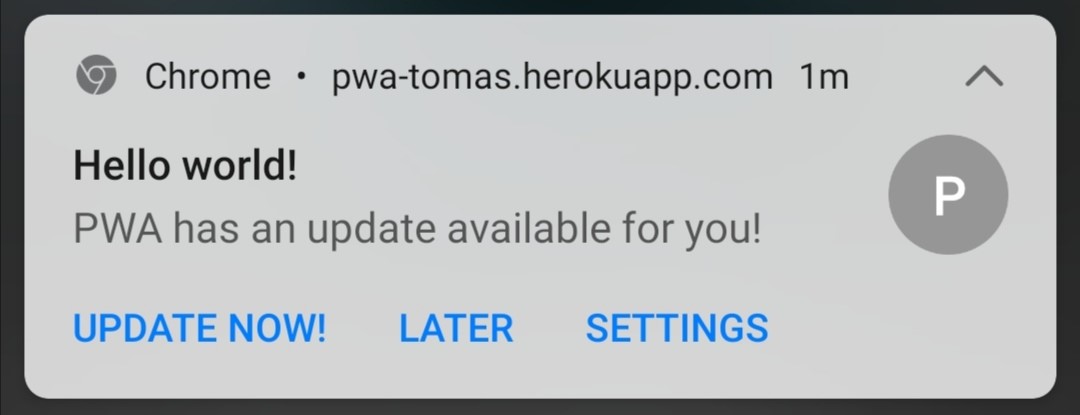 Chrome • pwa-tomas.herokuapp.com 1m
Hello world!
PWA has an update available for you!
P
UPDATE NOW! LATER SETTINGS